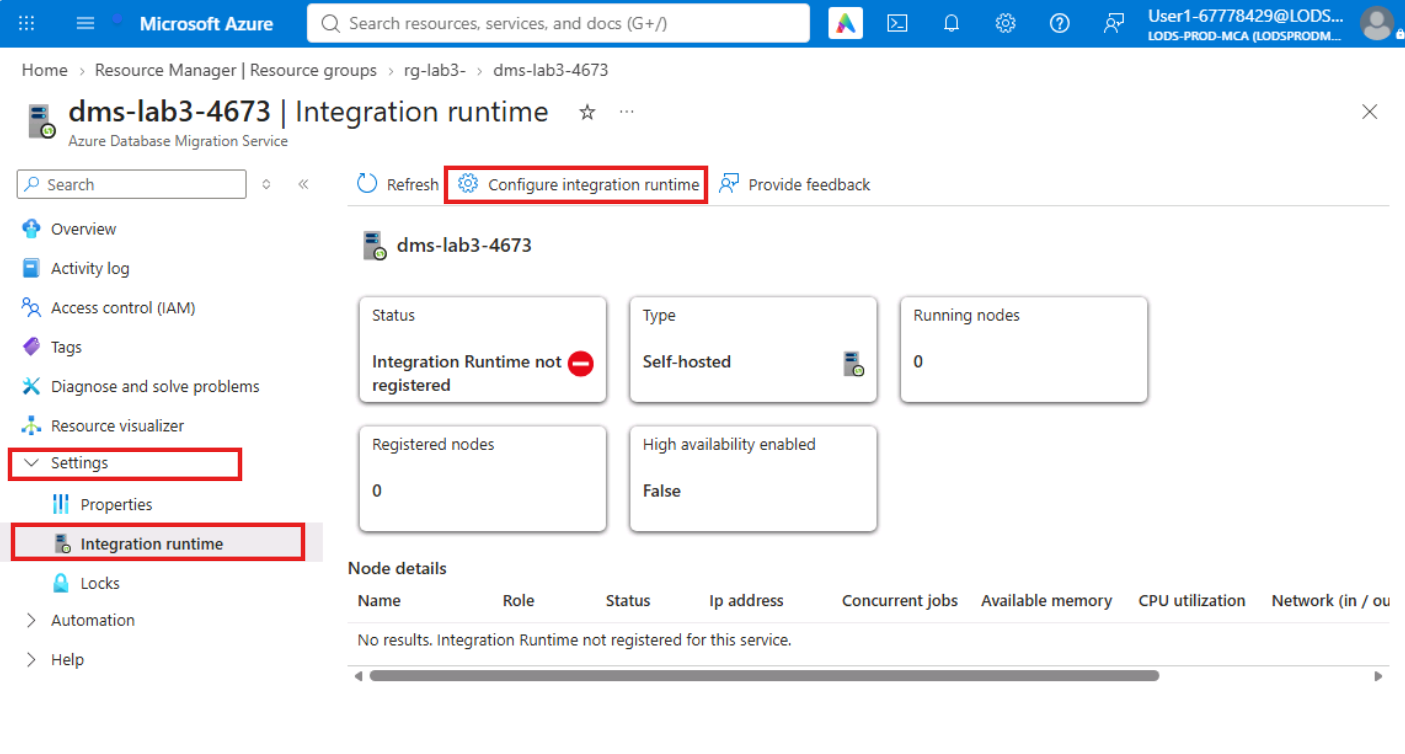 Microsoft Azure
Search resources, services, and docs (G+/)
User1-67778429@LODS...
LODS-PROD-MCA (LODSPRODM...
Home > Resource Manager | Resource groups > rg-lab3- > dms-lab3-4673
dms-lab3-4673 | Integration runtime
Azure Database Migration Service
Search
Refresh
Configure integration runtime
Provide feedback
Overview
Activity log
Access control (IAM)
Tags
Diagnose and solve problems
Resource visualizer
Settings
Properties
Integration runtime
Locks
Automation
Help
dms-lab3-4673
Status
Integration Runtime not
registered
Type
Self-hosted
Running nodes
0
Registered nodes
0
High availability enabled
False
Node details
Name Role Status Ip address Concurrent jobs Available memory CPU utilization Network (in / ou
No results. Integration Runtime not registered for this service.